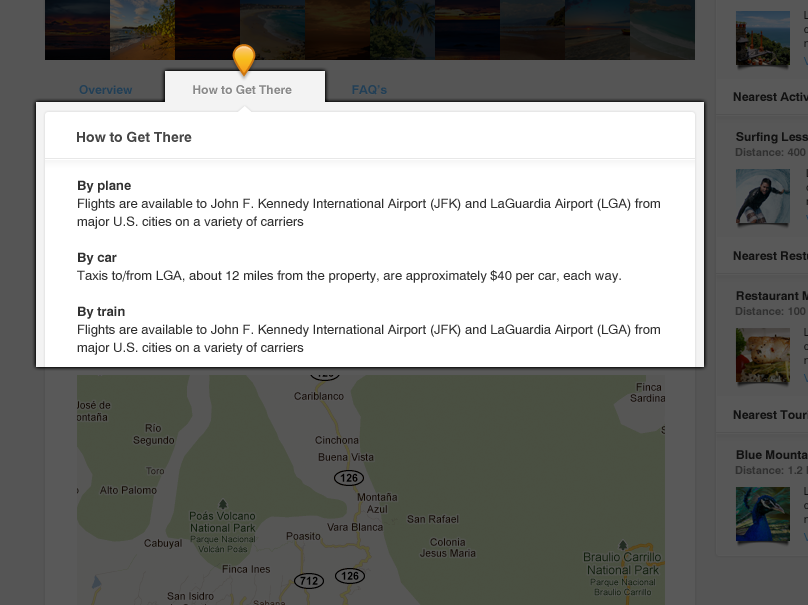 Overview
How to Get There
FAQ's
How to Get There
By plane
Flights are available to John F. Kennedy International Airport (JFK) and LaGuardia Airport (LGA) from
major U.S. cities on a variety of carriers
By car
Taxis to/from LGA, about 12 miles from the property, are approximately $40 per car, each way.
By train
Flights are available to John F. Kennedy International Airport (JFK) and LaGuardia Airport (LGA) from
major U.S. cities on a variety of carriers
Cariblanco
José de
Río
Segundo
Cinchona
Buena Vista
Toro
126
Alto Palomo
Montaña
Azul
Poás Volcano
National Park
Parque Nacional
Volcán Poás
Vara Blanca
San Rafael
Poasito
Cabuyal
Colonia
Jesus Maria
Finca Ines
712
126
San Isidro
Finca
Sardina
Braulio Carrillo
National Park
Parque Nacional
Braulio Carrillo
Nearest
Surfing
Distance: 400
Nearest
Restaurant
Distance: 100
Nearest
Blue
Distance: 1.2